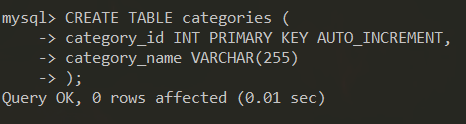 mysql> CREATE TABLE categories (
    -> category_id INT PRIMARY KEY AUTO_INCREMENT,
    -> category_name VARCHAR(255)
    -> );
Query OK, 0 rows affected (0.01 sec)